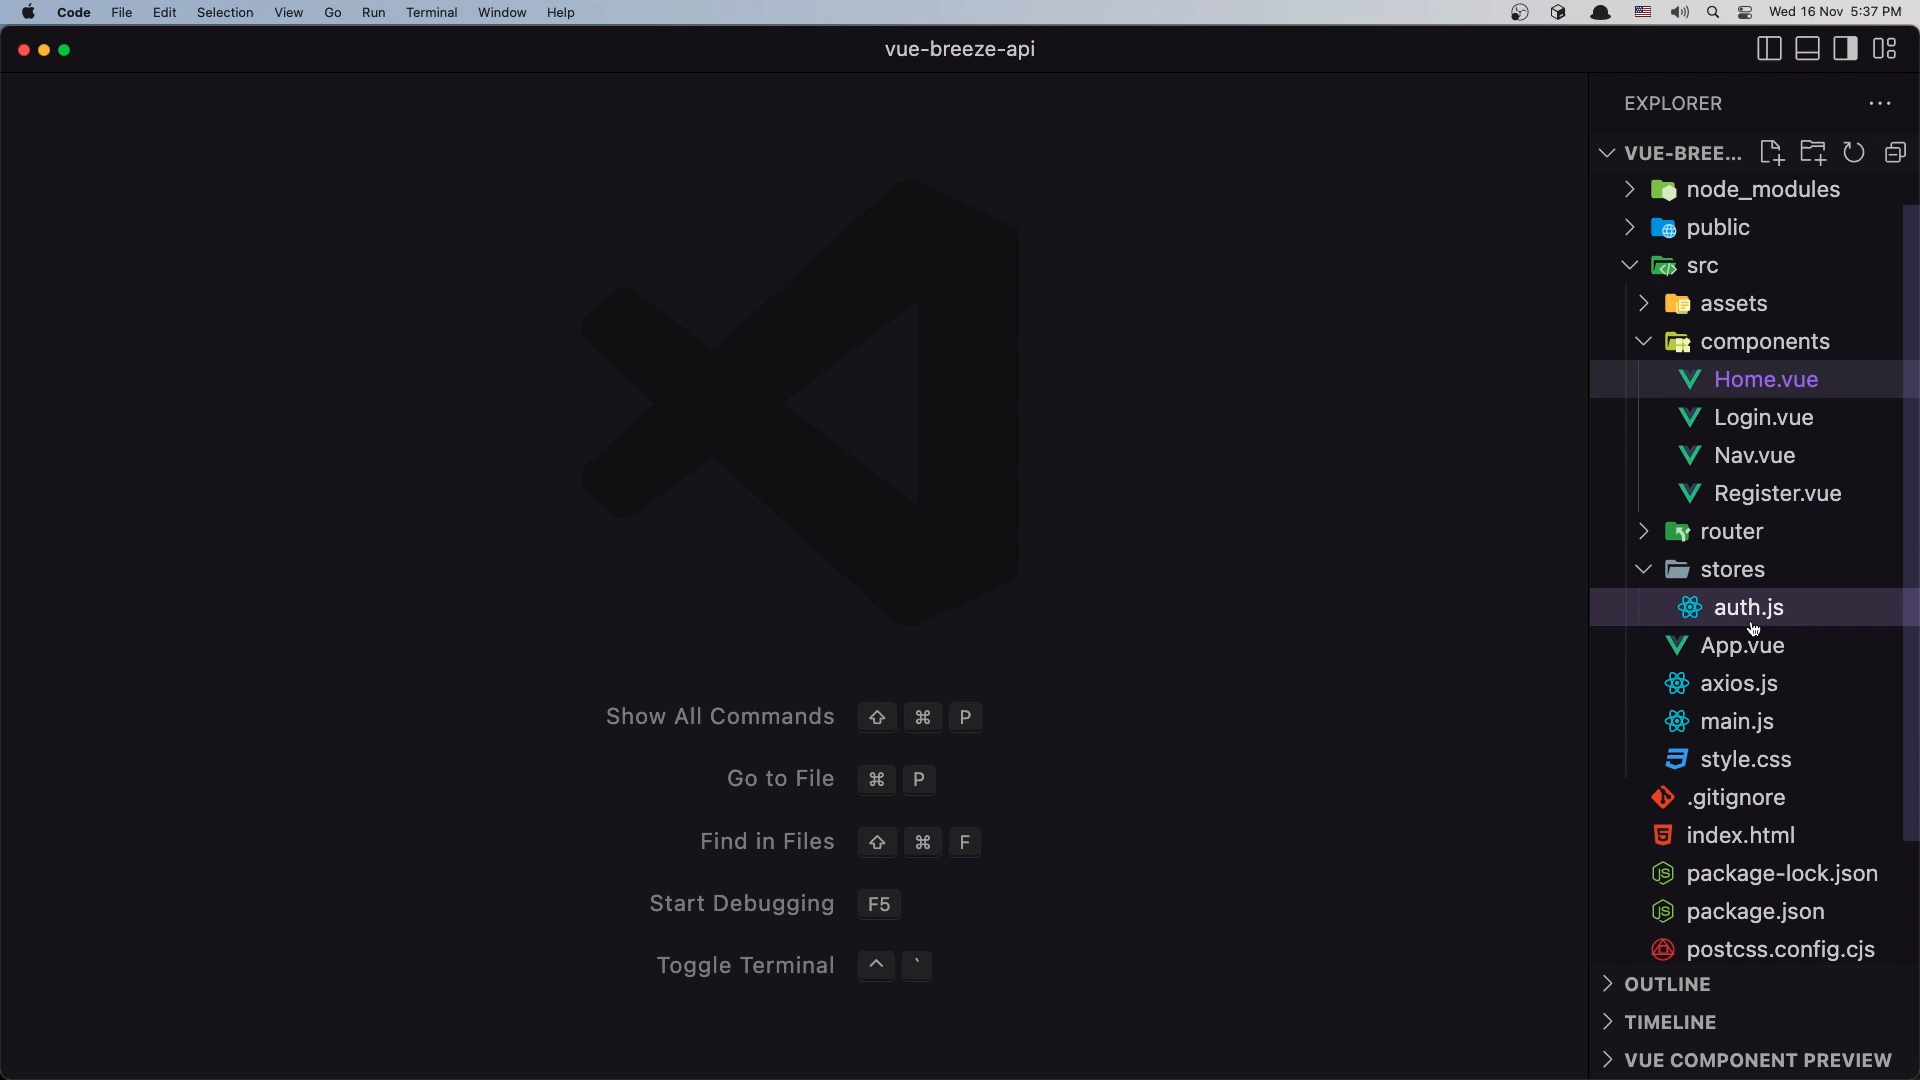 Code File Edit Selection View Go Run Terminal Window Help
Wed 16 Nov 5:37 PM
vue-breeze-api
EXPLORER
VUE-BREE...
node_modules
public
src
assets
components
Home.vue
Login.vue
Nav.vue
Register.vue
router
stores
auth.js
App.vue
axios.js
main.js
style.css
.gitignore
index.html
package-lock.json
package.json
postcss.config.cjs
OUTLINE
TIMELINE
VUE COMPONENT PREVIEW
Show All Commands ⇧ ⌘ P
Go to File ⌘ P
Find in Files ⇧ ⌘ F
Start Debugging F5
Toggle Terminal ^ `